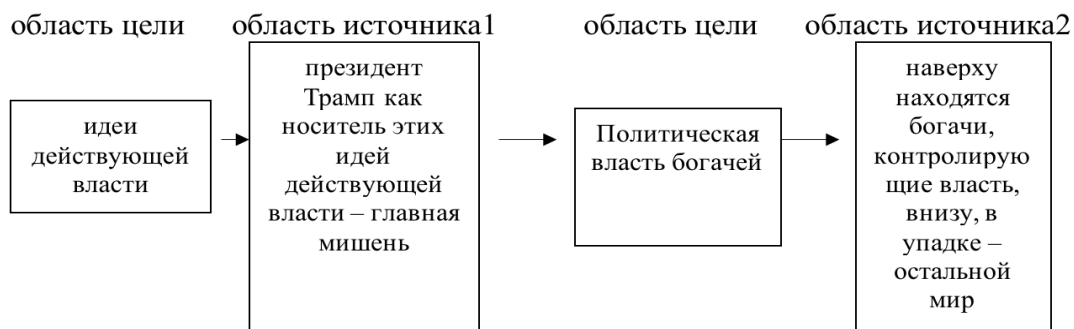 область цели
область источника1
область цели
область источника2
идеи
действующей
власти
президент
Трамп как
носитель этих
идей
действующей
власти – главная
мишень
Политическая
власть богачей
наверху
находятся
богачи,
контролирую
щие власть,
внизу, в
упадке –
остальной
мир